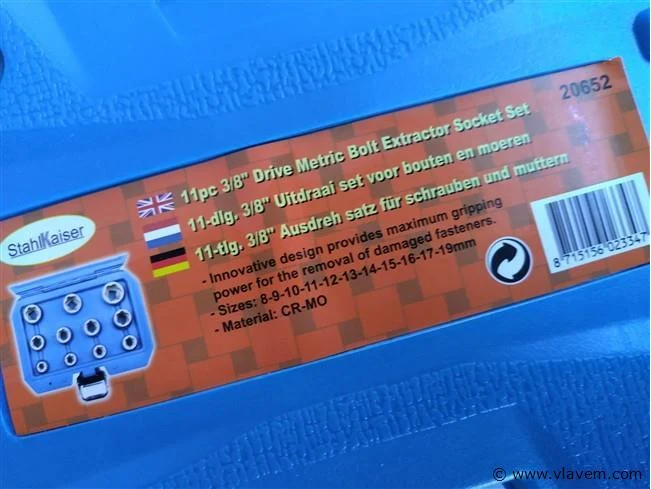 20652
11pc 3/8" Drive Metric Bolt Extractor Socket Set
11-dlg. 3/8" Uitdraai set voor bouten en moeren
11-tlg. 3/8" Ausdreh satz für schrauben und muttern
StahlKaiser
- Innovative design provides maximum gripping
power for the removal of damaged fasteners.
- Sizes: 8-9-10-11-12-13-14-15-16-17-19mm
- Material: CR-MO
8 715156 023347
© www.vlavem.com